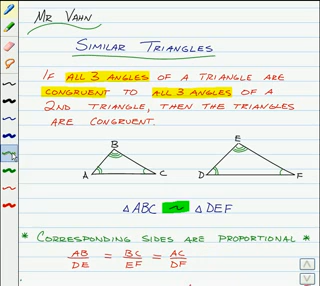 Mr Vahn
Similar Triangles
If all 3 angles of a triangle are
congruent to all 3 angles of a
2nd triangle, then the triangles
are congruent.
B
A C
E
D F
△ABC ~ △DEF
* Corresponding sides are proportional *
AB/DE = BC/EF = AC/DF